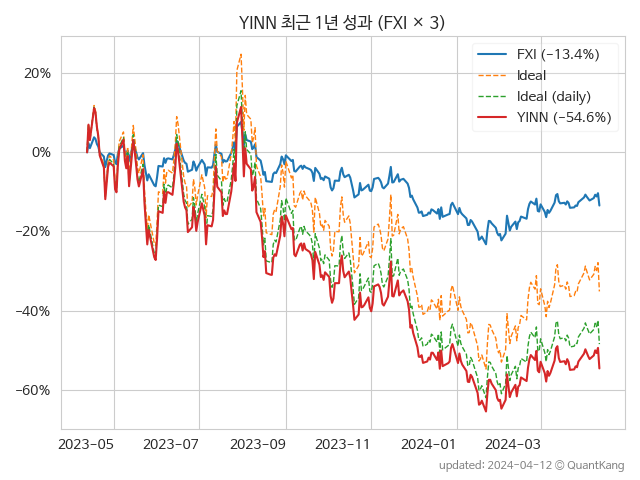 YINN 최근 1년 성과 (FXI × 3)
FXI (−13.4%)
Ideal
Ideal (daily)
YINN (−54.6%)
20%
0%
−20%
−40%
−60%
2023-05 2023-07 2023-09 2023-11 2024-01 2024-03
updated: 2024-04-12 © QuantKang